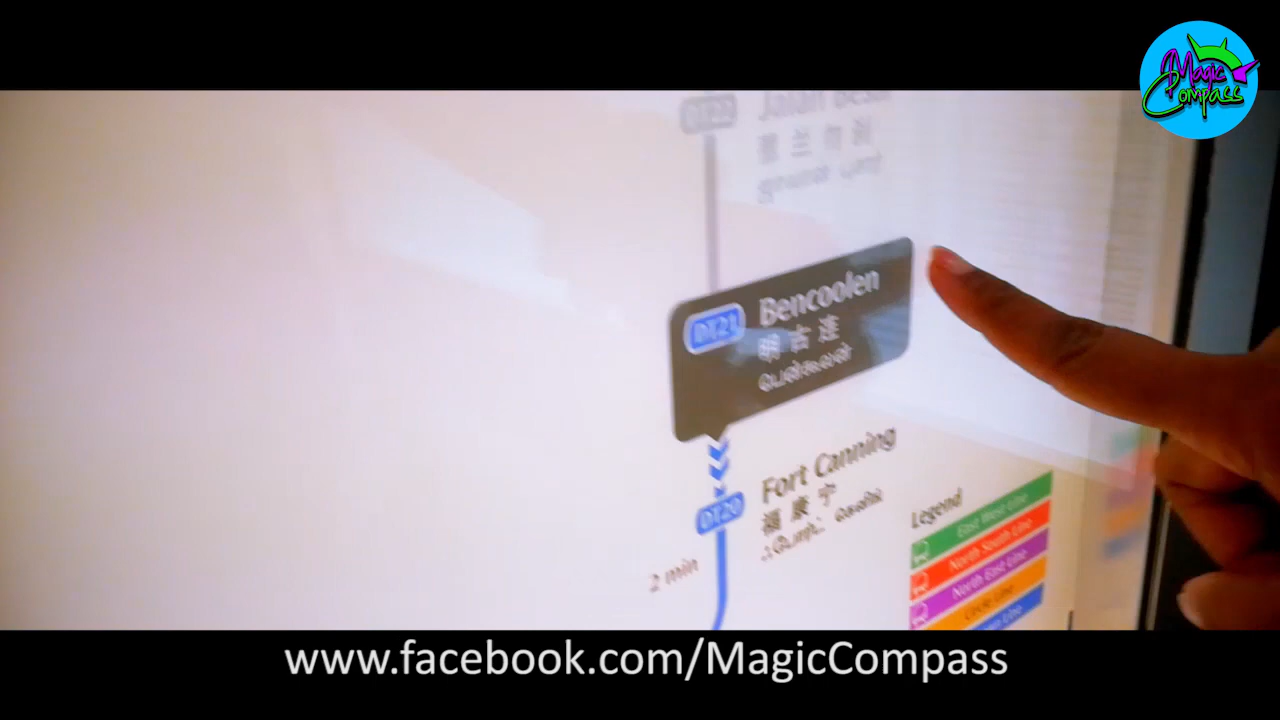 Magic
Compass
DT22
Jalan Besar
DT21
Bencoolen
明古连
DT20
Fort Canning
福康宁
2 min
Legend
East West Line
North South Line
North East Line
Circle Line
www.facebook.com/MagicCompass